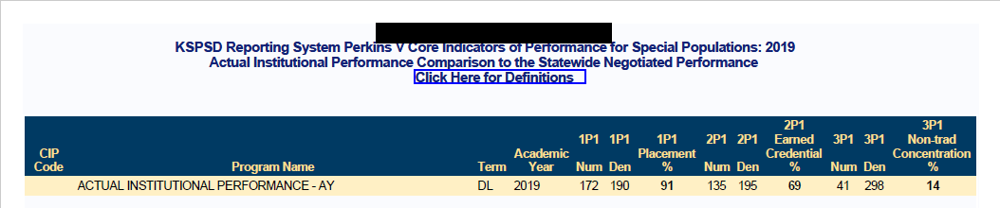 KSPSD Reporting System Perkins V Core Indicators of Performance for Special Populations: 2019
Actual Institutional Performance Comparison to the Statewide Negotiated Performance
Click Here for Definitions
CIP Code Program Name Term Academic Year 1P1 Num 1P1 Den 1P1 Placement % 2P1 Num 2P1 Den 2P1 Earned Credential % 3P1 Num 3P1 Den 3P1 Non-trad Concentration %
ACTUAL INSTITUTIONAL PERFORMANCE - AY DL 2019 172 190 91 135 195 69 41 298 14